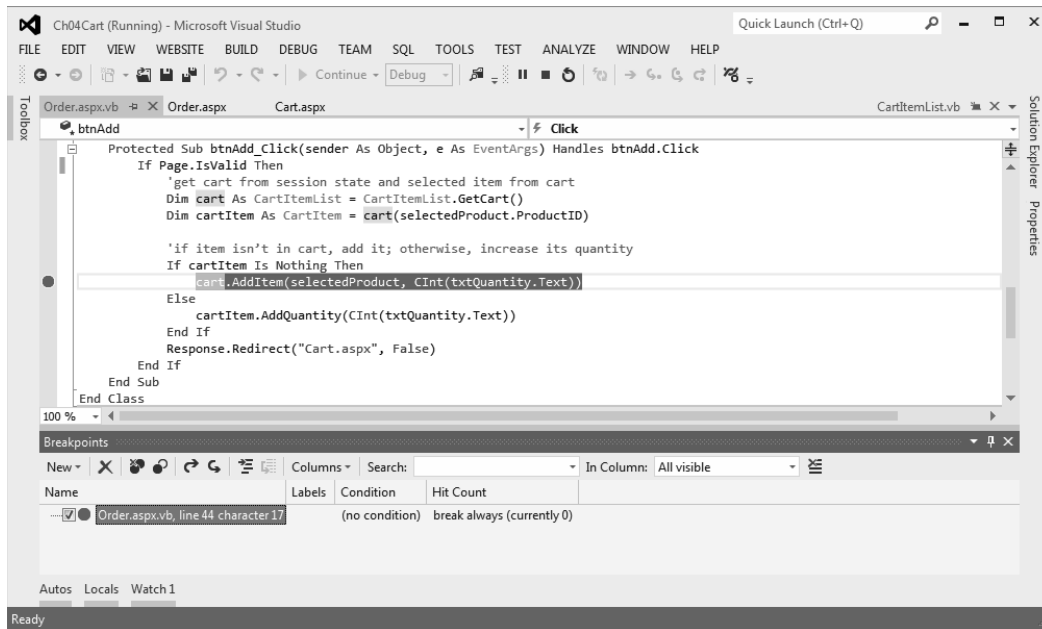 Ch04Cart (Running) - Microsoft Visual Studio
Quick Launch (Ctrl+Q)
FILE EDIT VIEW WEBSITE BUILD DEBUG TEAM SQL TOOLS TEST ANALYZE WINDOW HELP
Continue Debug
Toolbox
Order.aspx.vb Order.aspx Cart.aspx CartItemList.vb
btnAdd Click
Protected Sub btnAdd_Click(sender As Object, e As EventArgs) Handles btnAdd.Click
If Page.IsValid Then
'get cart from session state and selected item from cart
Dim cart As CartItemList = CartItemList.GetCart()
Dim cartItem As CartItem = cart(selectedProduct.ProductID)
'if item isn't in cart, add it; otherwise, increase its quantity
If cartItem Is Nothing Then
cart.AddItem(selectedProduct, CInt(txtQuantity.Text))
Else
cartItem.AddQuantity(CInt(txtQuantity.Text))
End If
Response.Redirect("Cart.aspx", False)
End If
End Sub
End Class
100 %
Solution Explorer
Properties
Breakpoints
New Columns Search: In Column: All visible
Name Labels Condition Hit Count
Order.aspx.vb, line 44 character 17 (no condition) break always (currently 0)
Autos Locals Watch 1
Ready